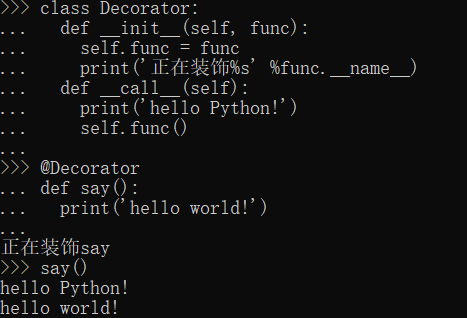 >>> class Decorator:
...   def __init__(self, func):
...     self.func = func
...     print('正在装饰%s' %func.__name__)
...   def __call__(self):
...     print('hello Python!')
...     self.func()
...
>>> @Decorator
... def say():
...   print('hello world!')
...
正在装饰say
>>> say()
hello Python!
hello world!